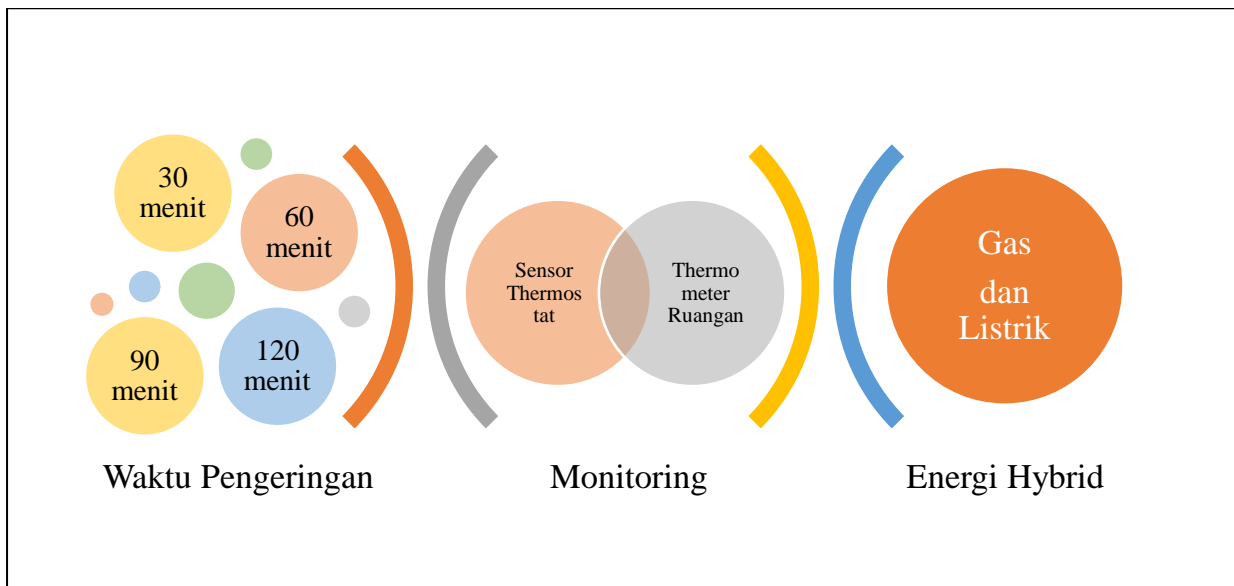 30
menit
60
menit
90
menit
120
menit
Waktu Pengeringan
Sensor
Thermos
tat
Thermo
meter
Ruangan
Monitoring
Gas
dan
Listrik
Energi Hybrid